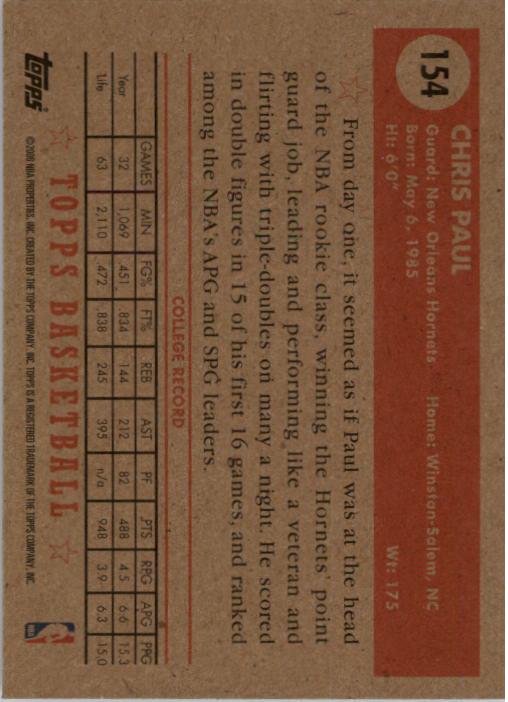 154
CHRIS PAUL
Guard: New Orleans Hornets Home: Winston-Salem, NC
Born: May 6, 1985
Ht: 6'0" Wt: 175
From day one, it seemed as if Paul was at the head
of the NBA rookie class, winning the Hornets' point
guard job, leading and performing like a veteran and
flirting with triple-doubles on many a night. He scored
in double figures in 15 of his first 16 games, and ranked
among the NBA's APG and SPG leaders.
COLLEGE RECORD
GAMES MIN FG% FT% REB AST PF PTS RPG APG PPG
Year 32 1,069 .451 .834 144 212 82 488 4.5 6.6 15.3
Life 63 2,110 .472 .838 245 395 n/a 948 3.9 6.3 15.0
TOPPS BASKETBALL
topps
©2006 NBA PROPERTIES, INC. CREATED BY THE TOPPS COMPANY, INC. TOPPS IS A REGISTERED TRADEMARK OF THE TOPPS COMPANY, INC.
NBA